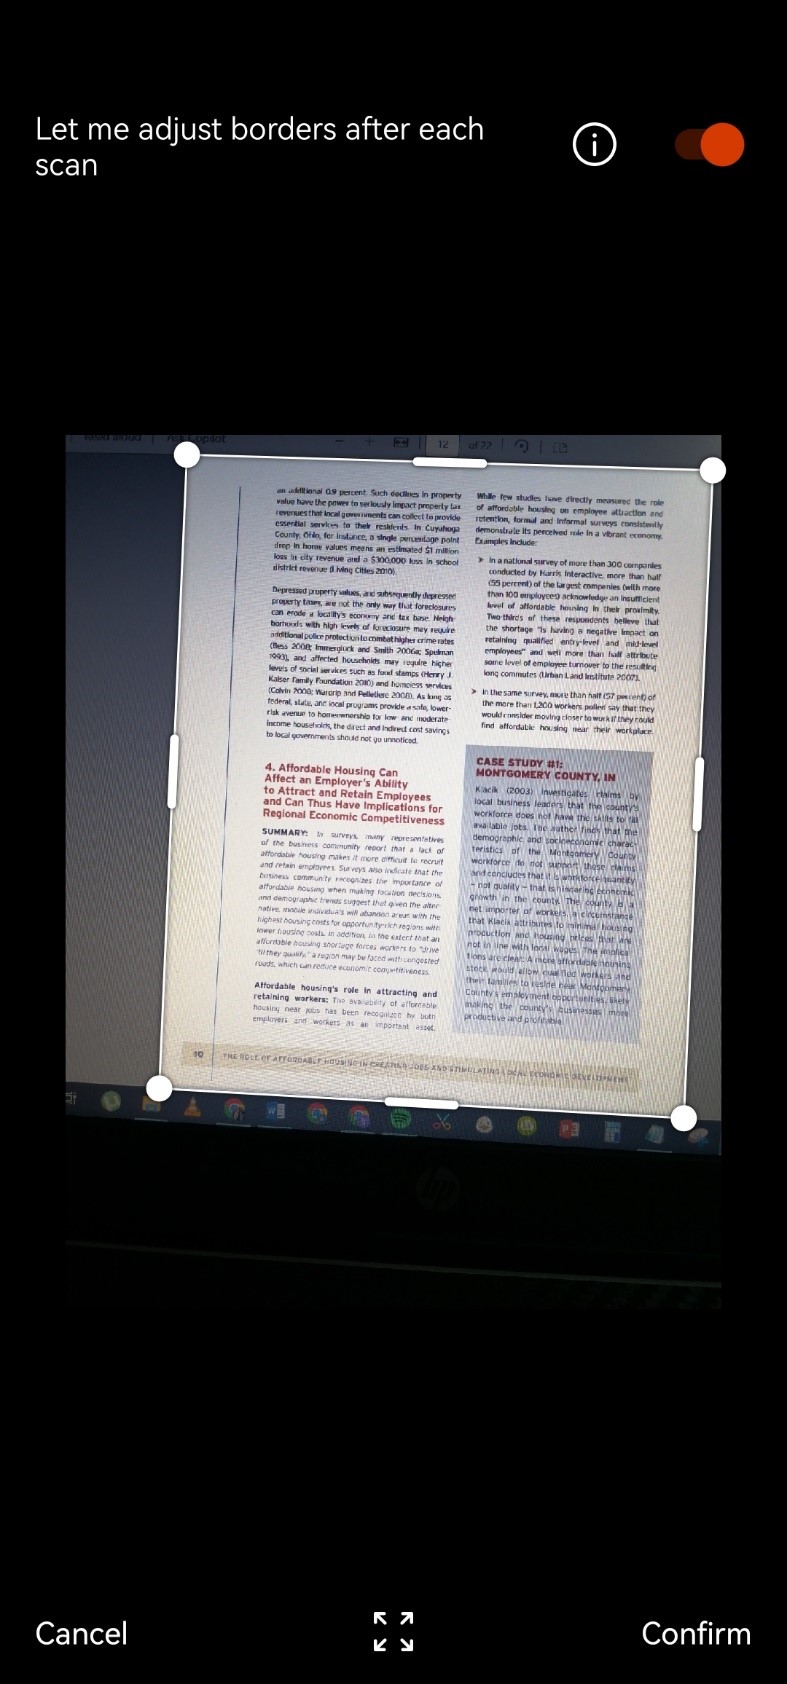 Let me adjust borders after each
scan
Read aloud
Ask Copilot
12
of 22
an additional 0.9 percent. Such declines in property
value have the power to seriously impact property tax
revenues that local governments can collect to provide
essential services to their residents. In Cuyahoga
County, Ohio, for instance, a single percentage point
drop in home values means an estimated $1 million
loss in city revenue and a $300,000 loss in school
district revenue (Living Cities 2010).
Depressed property values, and subsequently depressed
property taxes, are not the only way that foreclosures
can erode a locality's economy and tax base. Neigh-
borhoods with high levels of foreclosure may require
additional police protection to combat higher crime rates
(Bess 2008; Immergluck and Smith 2006a; Spelman
1993), and affected households may require higher
levels of social services such as food stamps (Henry J.
Kaiser Family Foundation 2010) and homeless services
(Colvin 2000; Wardrip and Pelletiere 2008). As long as
federal, state, and local programs provide a safe, lower-
risk avenue to homeownership for low- and moderate-
income households, the direct and indirect cost savings
to local governments should not go unnoticed.
4. Affordable Housing Can
Affect an Employer's Ability
to Attract and Retain Employees
and Can Thus Have Implications for
Regional Economic Competitiveness
SUMMARY: In surveys, many representatives
of the business community report that a lack of
affordable housing makes it more difficult to recruit
and retain employees. Surveys also indicate that the
business community recognizes the importance of
affordable housing when making location decisions,
and demographic trends suggest that given the alter-
native, mobile individuals will abandon areas with the
highest housing costs for opportunity-rich regions with
lower housing costs. In addition, to the extent that an
affordable housing shortage forces workers to "drive
'til they qualify," a region may be faced with congested
roads, which can reduce economic competitiveness.
Affordable housing's role in attracting and
retaining workers: The availability of affordable
housing near jobs has been recognized by both
employers and workers as an important asset.
While few studies have directly measured the role
of affordable housing on employee attraction and
retention, formal and informal surveys consistently
demonstrate its perceived role in a vibrant economy.
Examples include:
➤ In a national survey of more than 300 companies
conducted by Harris Interactive, more than half
(55 percent) of the largest companies (with more
than 100 employees) acknowledge an insufficient
level of affordable housing in their proximity.
Two-thirds of these respondents believe that
the shortage "is having a negative impact on
retaining qualified entry-level and mid-level
employees" and well more than half attribute
some level of employee turnover to the resulting
long commutes (Urban Land Institute 2007).
➤ In the same survey, more than half (57 percent) of
the more than 1,200 workers polled say that they
would consider moving closer to work if they could
find affordable housing near their workplace.
CASE STUDY #1:
MONTGOMERY COUNTY, IN
Klacik (2003) investigates claims by
local business leaders that the county's
workforce does not have the skills to fill
available jobs. The author finds that the
demographic and socioeconomic charac-
teristics of the Montgomery County
workforce do not support these claims
and concludes that it is workforce quantity
– not quality – that is hindering economic
growth in the county. The county is a
net importer of workers, a circumstance
that Klacik attributes to minimal housing
production and housing prices that are
not in line with local wages. The implica-
tions are clear: A more affordable housing
stock would allow qualified workers and
their families to reside near Montgomery
County's employment opportunities, likely
making the county's businesses more
productive and profitable.
10
THE ROLE OF AFFORDABLE HOUSING IN CREATING JOBS AND STIMULATING LOCAL ECONOMIC DEVELOPMENT
hp
Cancel
Confirm